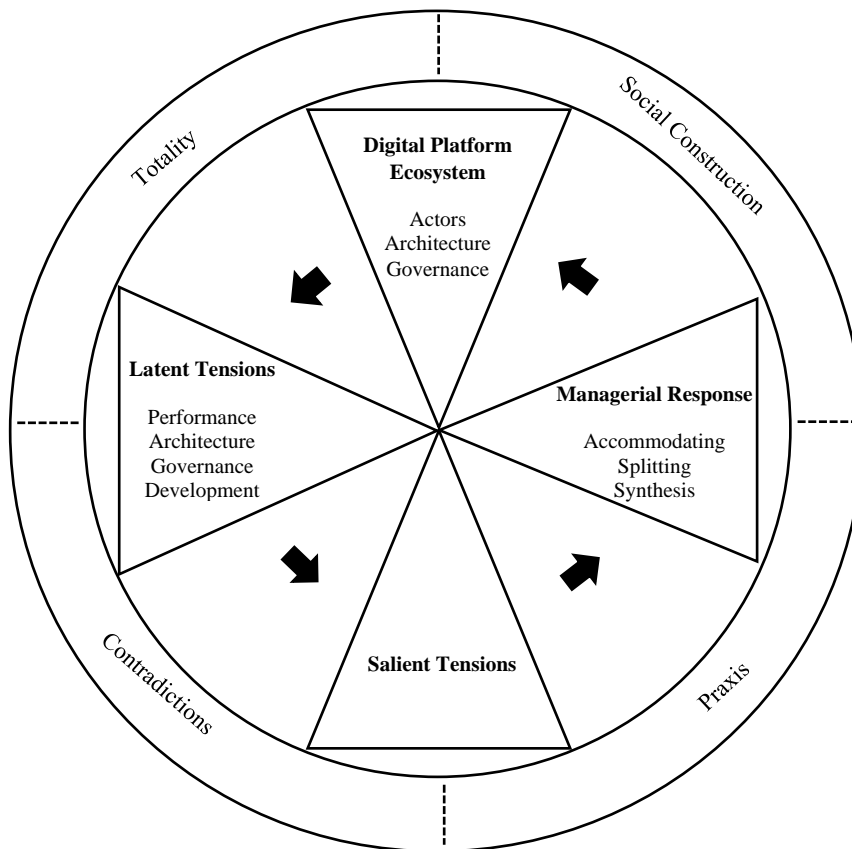 Totality
Social Construction
Digital Platform
Ecosystem
Actors
Architecture
Governance
Latent Tensions
Performance
Architecture
Governance
Development
Managerial Response
Accommodating
Splitting
Synthesis
Salient Tensions
Contradictions
Praxis